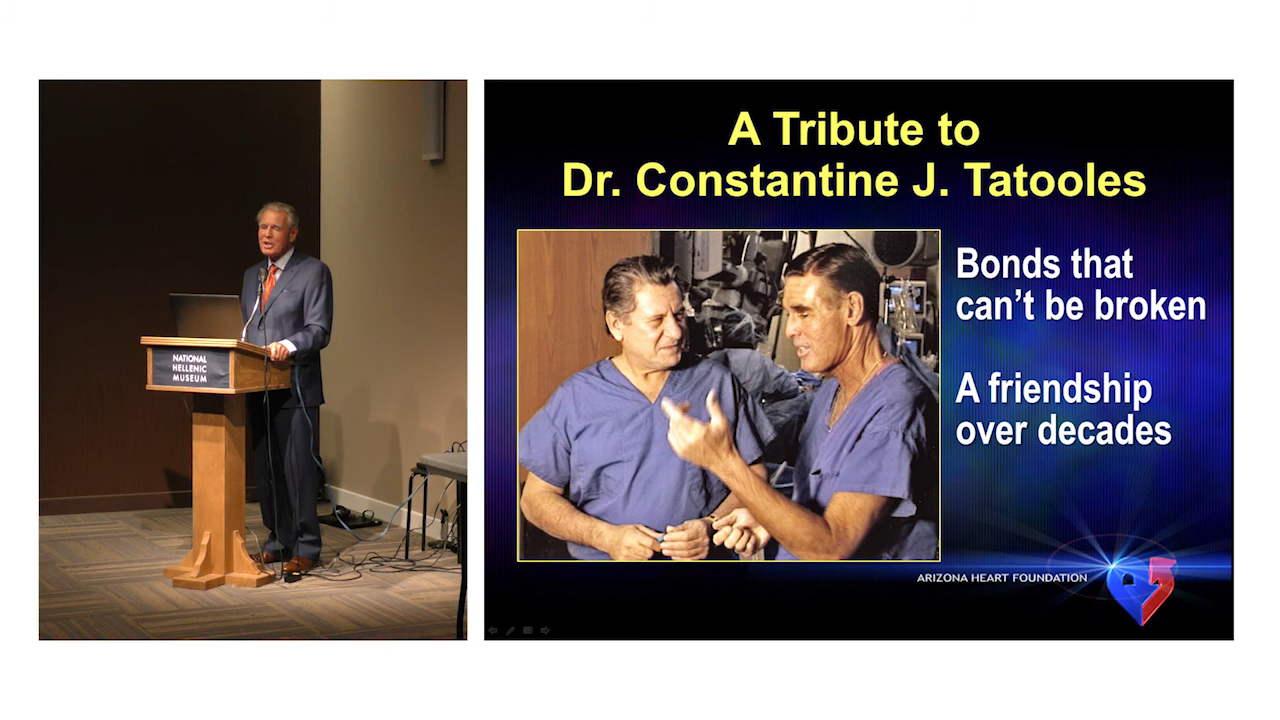 NATIONAL
HELLENIC
MUSEUM
A Tribute to
Dr. Constantine J. Tatooles
Bonds that
can't be broken
A friendship
over decades
ARIZONA HEART FOUNDATION